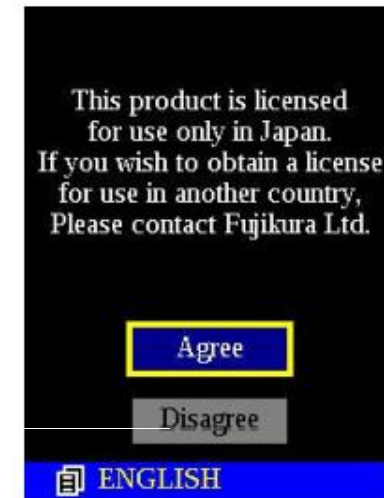 This product is licensed
for use only in Japan.
If you wish to obtain a license
for use in another country,
Please contact Fujikura Ltd.
Agree
Disagree
ENGLISH